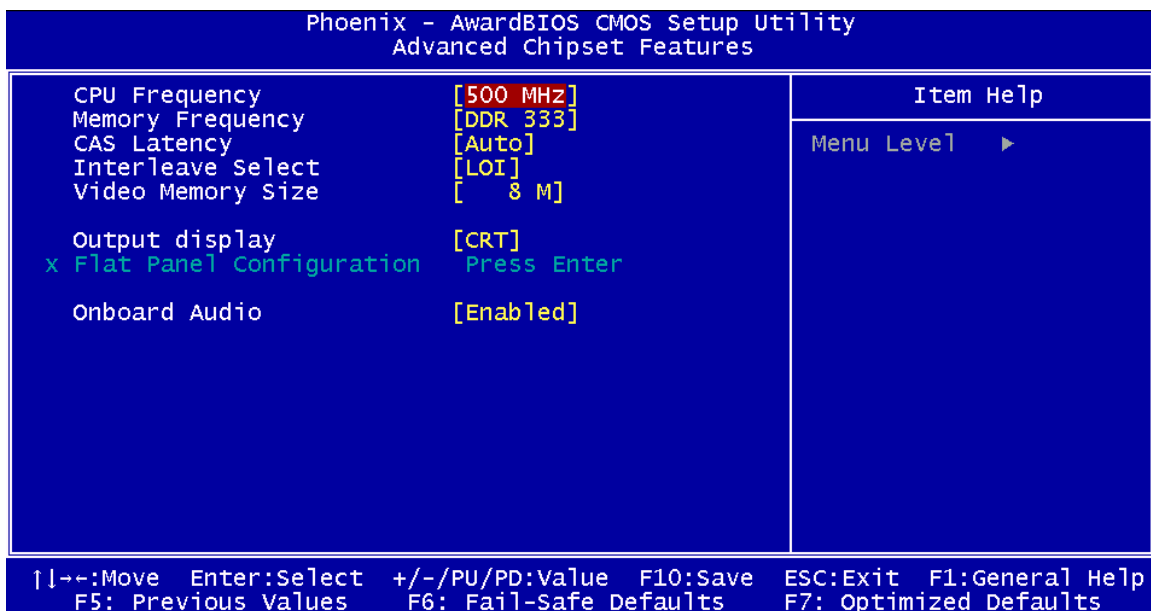 Phoenix - AwardBIOS CMOS Setup Utility
Advanced Chipset Features
CPU Frequency [500 MHz]
Memory Frequency [DDR 333]
CAS Latency [Auto]
Interleave Select [LOI]
Video Memory Size [ 8 M]
Output display [CRT]
x Flat Panel Configuration Press Enter
Onboard Audio [Enabled]
Item Help
Menu Level ▶
↑↓→←:Move Enter:Select +/-/PU/PD:Value F10:Save ESC:Exit F1:General Help
F5: Previous Values F6: Fail-Safe Defaults F7: Optimized Defaults